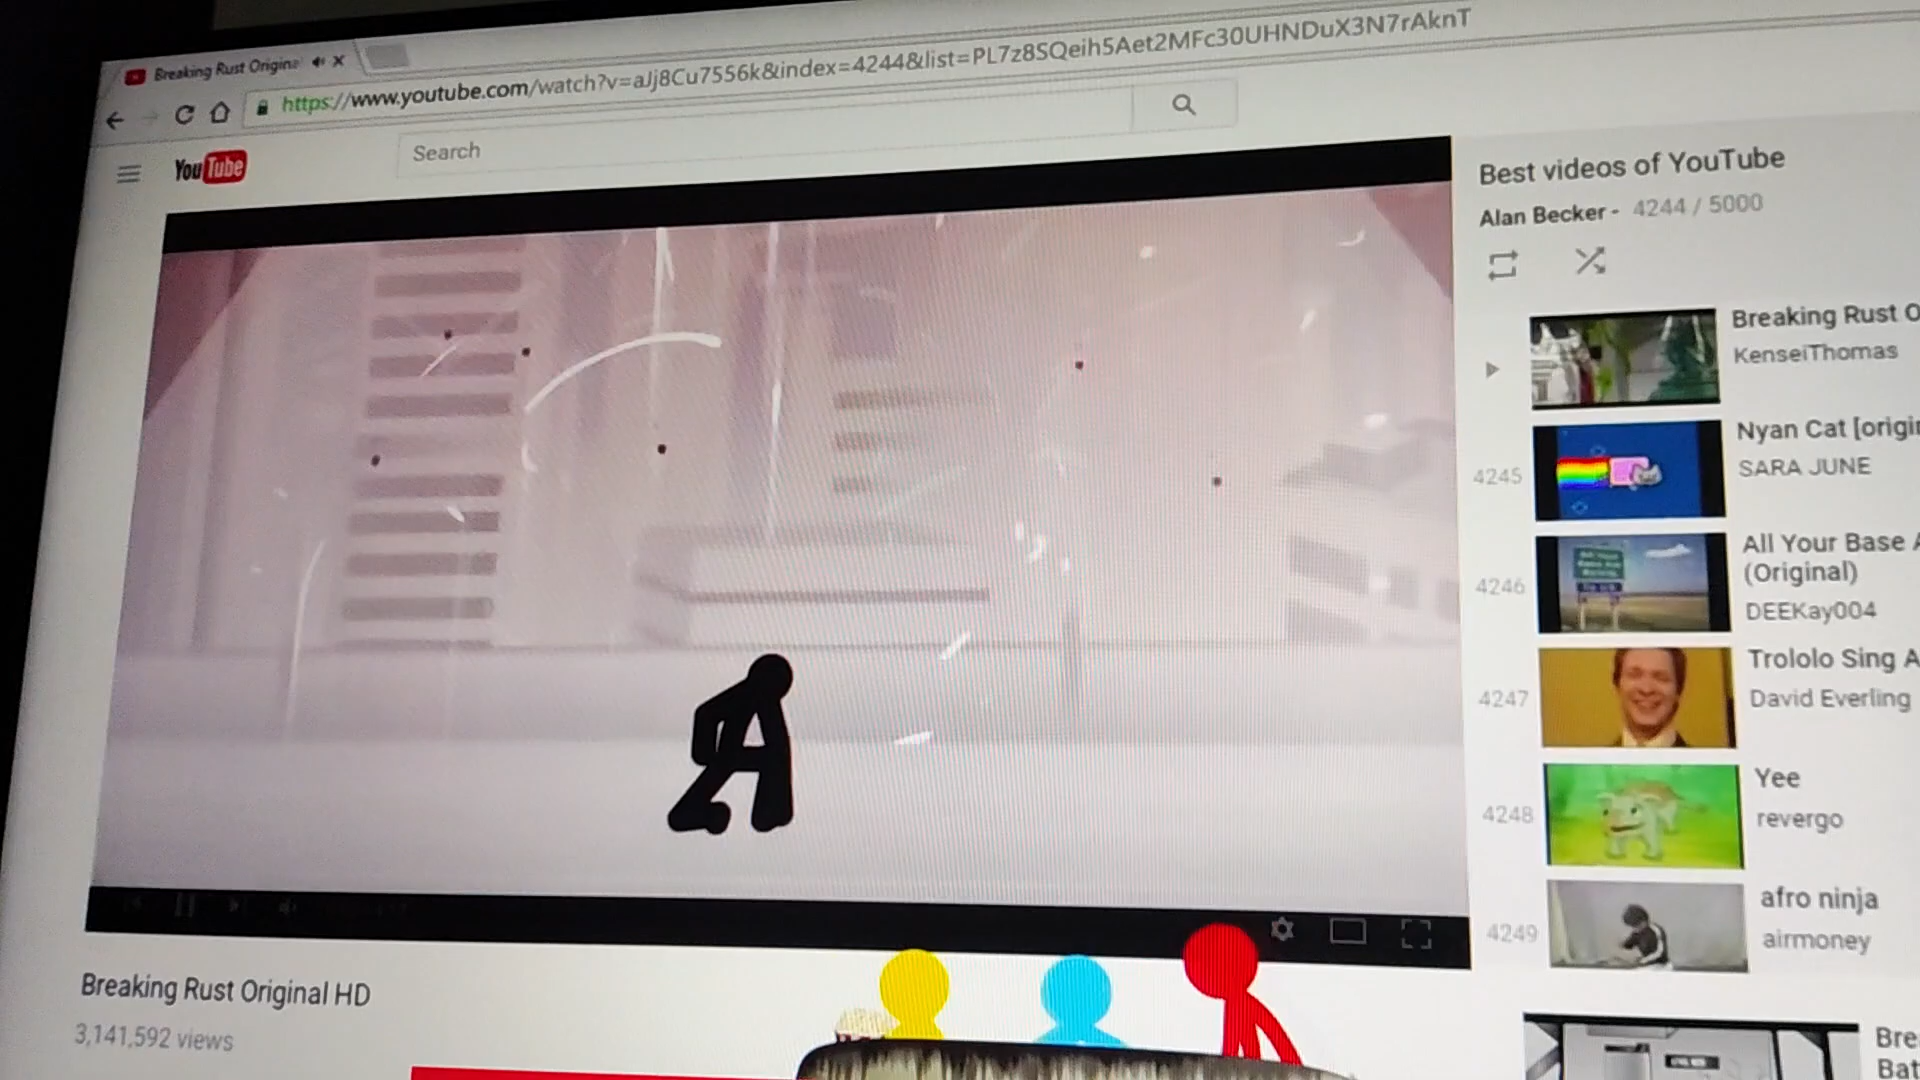 Breaking Rust Origina
https://www.youtube.com/watch?v=aJj8Cu7556k&index=4244&list=PL7z8SQeih5Aet2MFc30UHNDuX3N7rAknT
YouTube
Search
Best videos of YouTube
Alan Becker - 4244 / 5000
Breaking Rust O
KenseiThomas
4245
Nyan Cat [origin
SARA JUNE
4246
All Your Base A
(Original)
DEEKay004
4247
Trololo Sing A
David Everling
4248
Yee
revergo
4249
afro ninja
airmoney
Breaking Rust Original HD
3,141,592 views
Bre
Bat